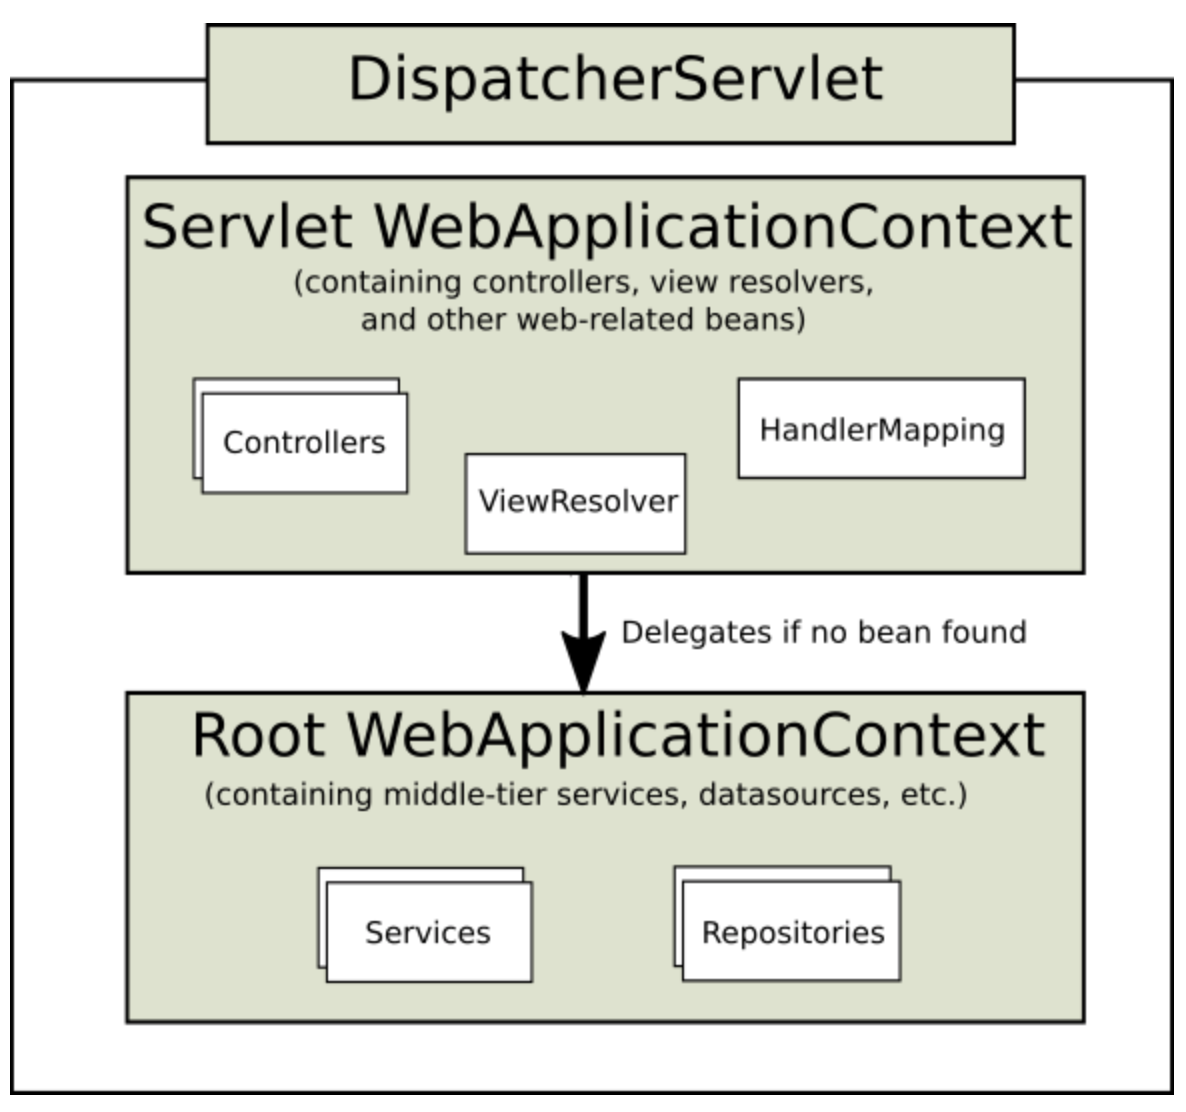 DispatcherServlet
Servlet WebApplicationContext
(containing controllers, view resolvers,
and other web-related beans)
Controllers
HandlerMapping
ViewResolver
Delegates if no bean found
Root WebApplicationContext
(containing middle-tier services, datasources, etc.)
Services
Repositories